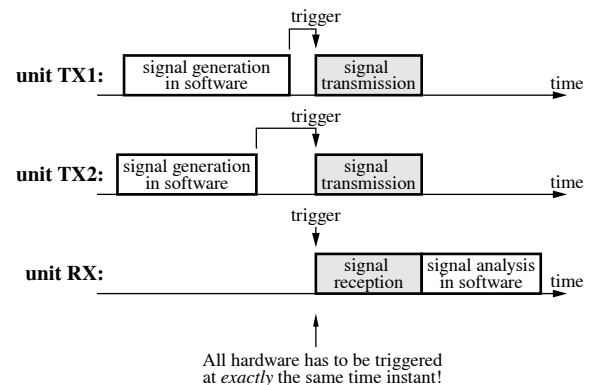 trigger
unit TX1:
signal generation
in software
signal
transmission
time
trigger
unit TX2:
signal generation
in software
signal
transmission
time
trigger
unit RX:
signal
reception
signal analysis
in software
time
All hardware has to be triggered
at exactly the same time instant!